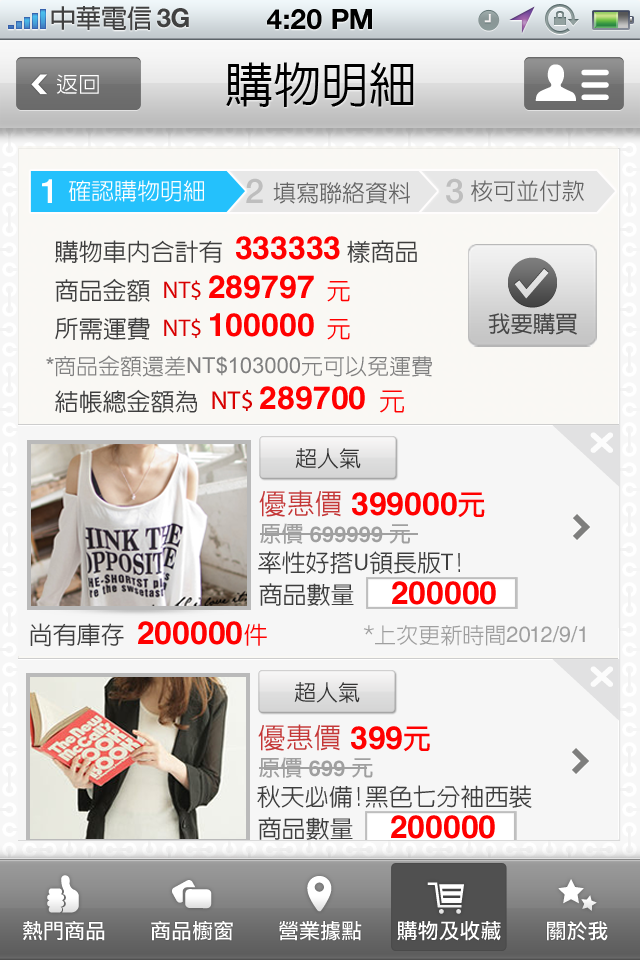 中華電信 3G 4:20 PM
返回
購物明細
1 確認購物明細 2 填寫聯絡資料 3 核可並付款
購物車內合計有 333333 樣商品
商品金額 NT$ 289797 元
所需運費 NT$ 100000 元
*商品金額還差NT$103000元可以免運費
結帳總金額為 NT$ 289700 元
我要購買
超人氣
優惠價 399000元
原價 699999 元
率性好搭U領長版T!
商品數量 200000
尚有庫存 200000件
*上次更新時間2012/9/1
HINK THE
OPPOSITE
HE-SHORTST
re the sweetast
超人氣
優惠價 399元
原價 699 元
秋天必備!黑色七分袖西裝
商品數量 200000
The New
McCall's
COOK
BOOK
熱門商品
商品櫥窗
營業據點
購物及收藏
關於我